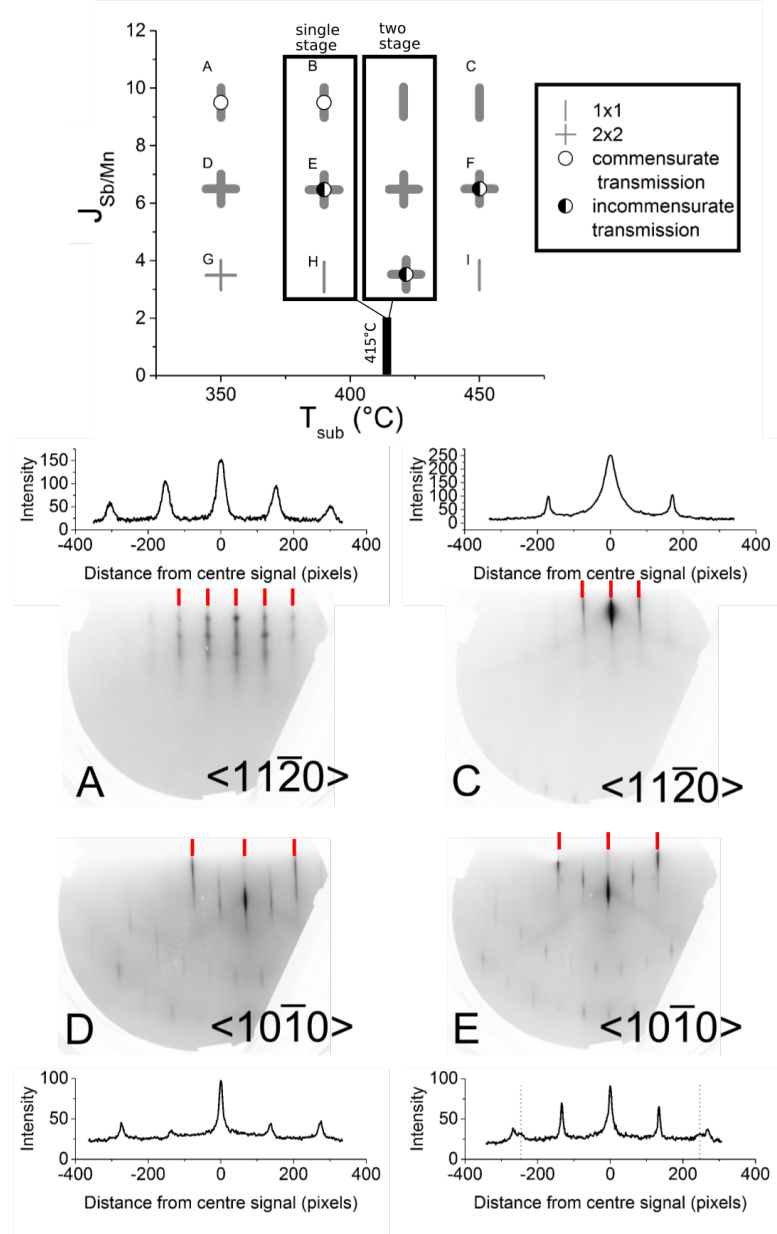 single
stage
two
stage
12
10
8
6
4
2
0
J Sb/Mn
A
B
C
D
E
F
G
H
I
415°C
350
400
450
T sub (°C)
1x1
2x2
commensurate
transmission
incommensurate
transmission
Intensity
150
100
50
0
-400
-200
0
200
400
Distance from centre signal (pixels)
Intensity
250
200
150
100
50
0
-400
-200
0
200
400
Distance from centre signal (pixels)
A
<112̅0>
C
<112̅0>
D
<101̅0>
E
<101̅0>
Intensity
100
50
0
-400
-200
0
200
400
Distance from centre signal (pixels)
Intensity
100
50
0
-400
-200
0
200
400
Distance from centre signal (pixels)